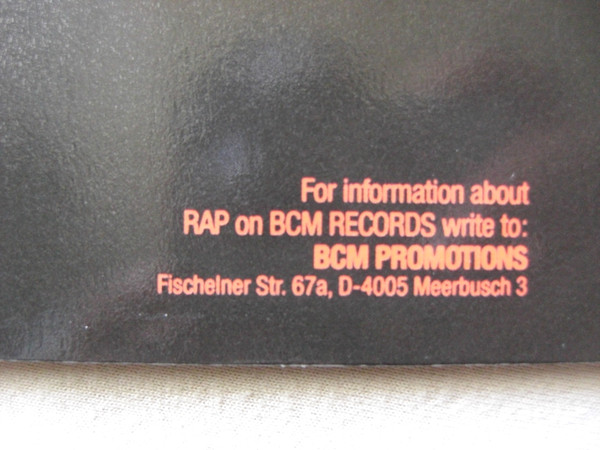 For information about
RAP on BCM RECORDS write to:
BCM PROMOTIONS
Fischelner Str. 67a, D-4005 Meerbusch 3